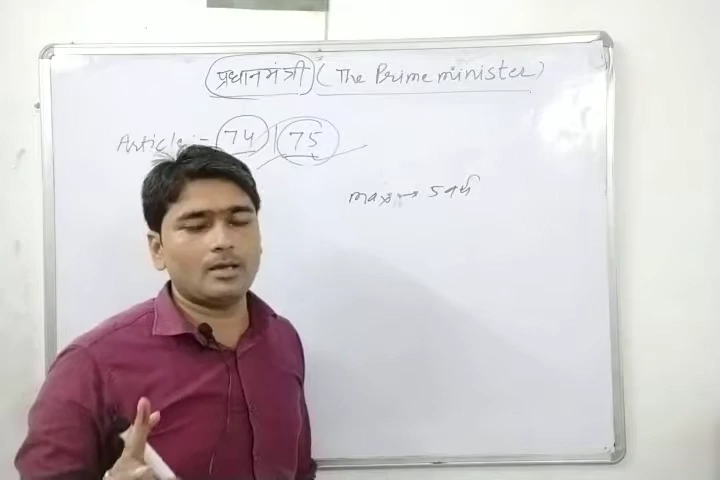 प्रधानमंत्री (The Prime minister)
Article :- 74 | 75
max → 5 वर्ष